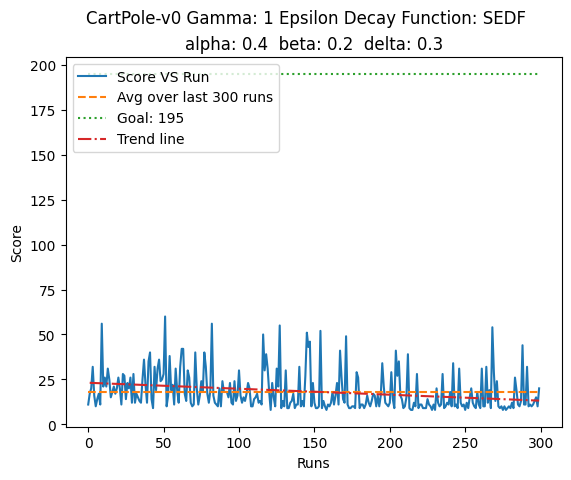 CartPole-v0 Gamma: 1 Epsilon Decay Function: SEDF
alpha: 0.4 beta: 0.2 delta: 0.3
Score VS Run
Avg over last 300 runs
Goal: 195
Trend line
200
175
150
125
100
75
50
25
0
Score
0
50
100
150
200
250
300
Runs